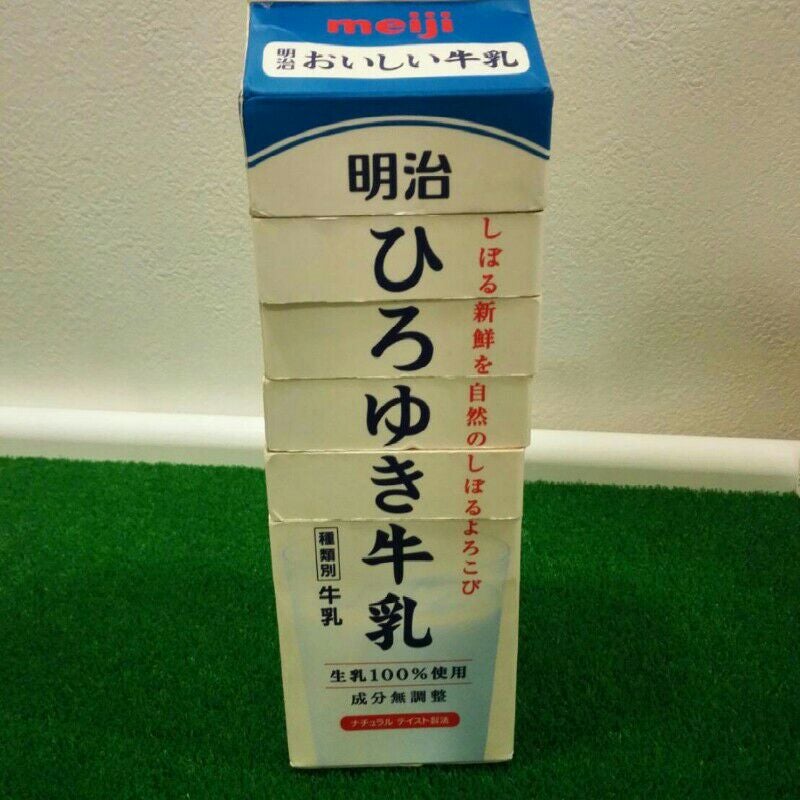 meiji
明治 おいしい牛乳
明治
ひろゆき牛乳
しぼる新鮮を自然のしぼるよろこび
種類別
牛乳
生乳100%使用
成分無調整
ナチュラル テイスト製法